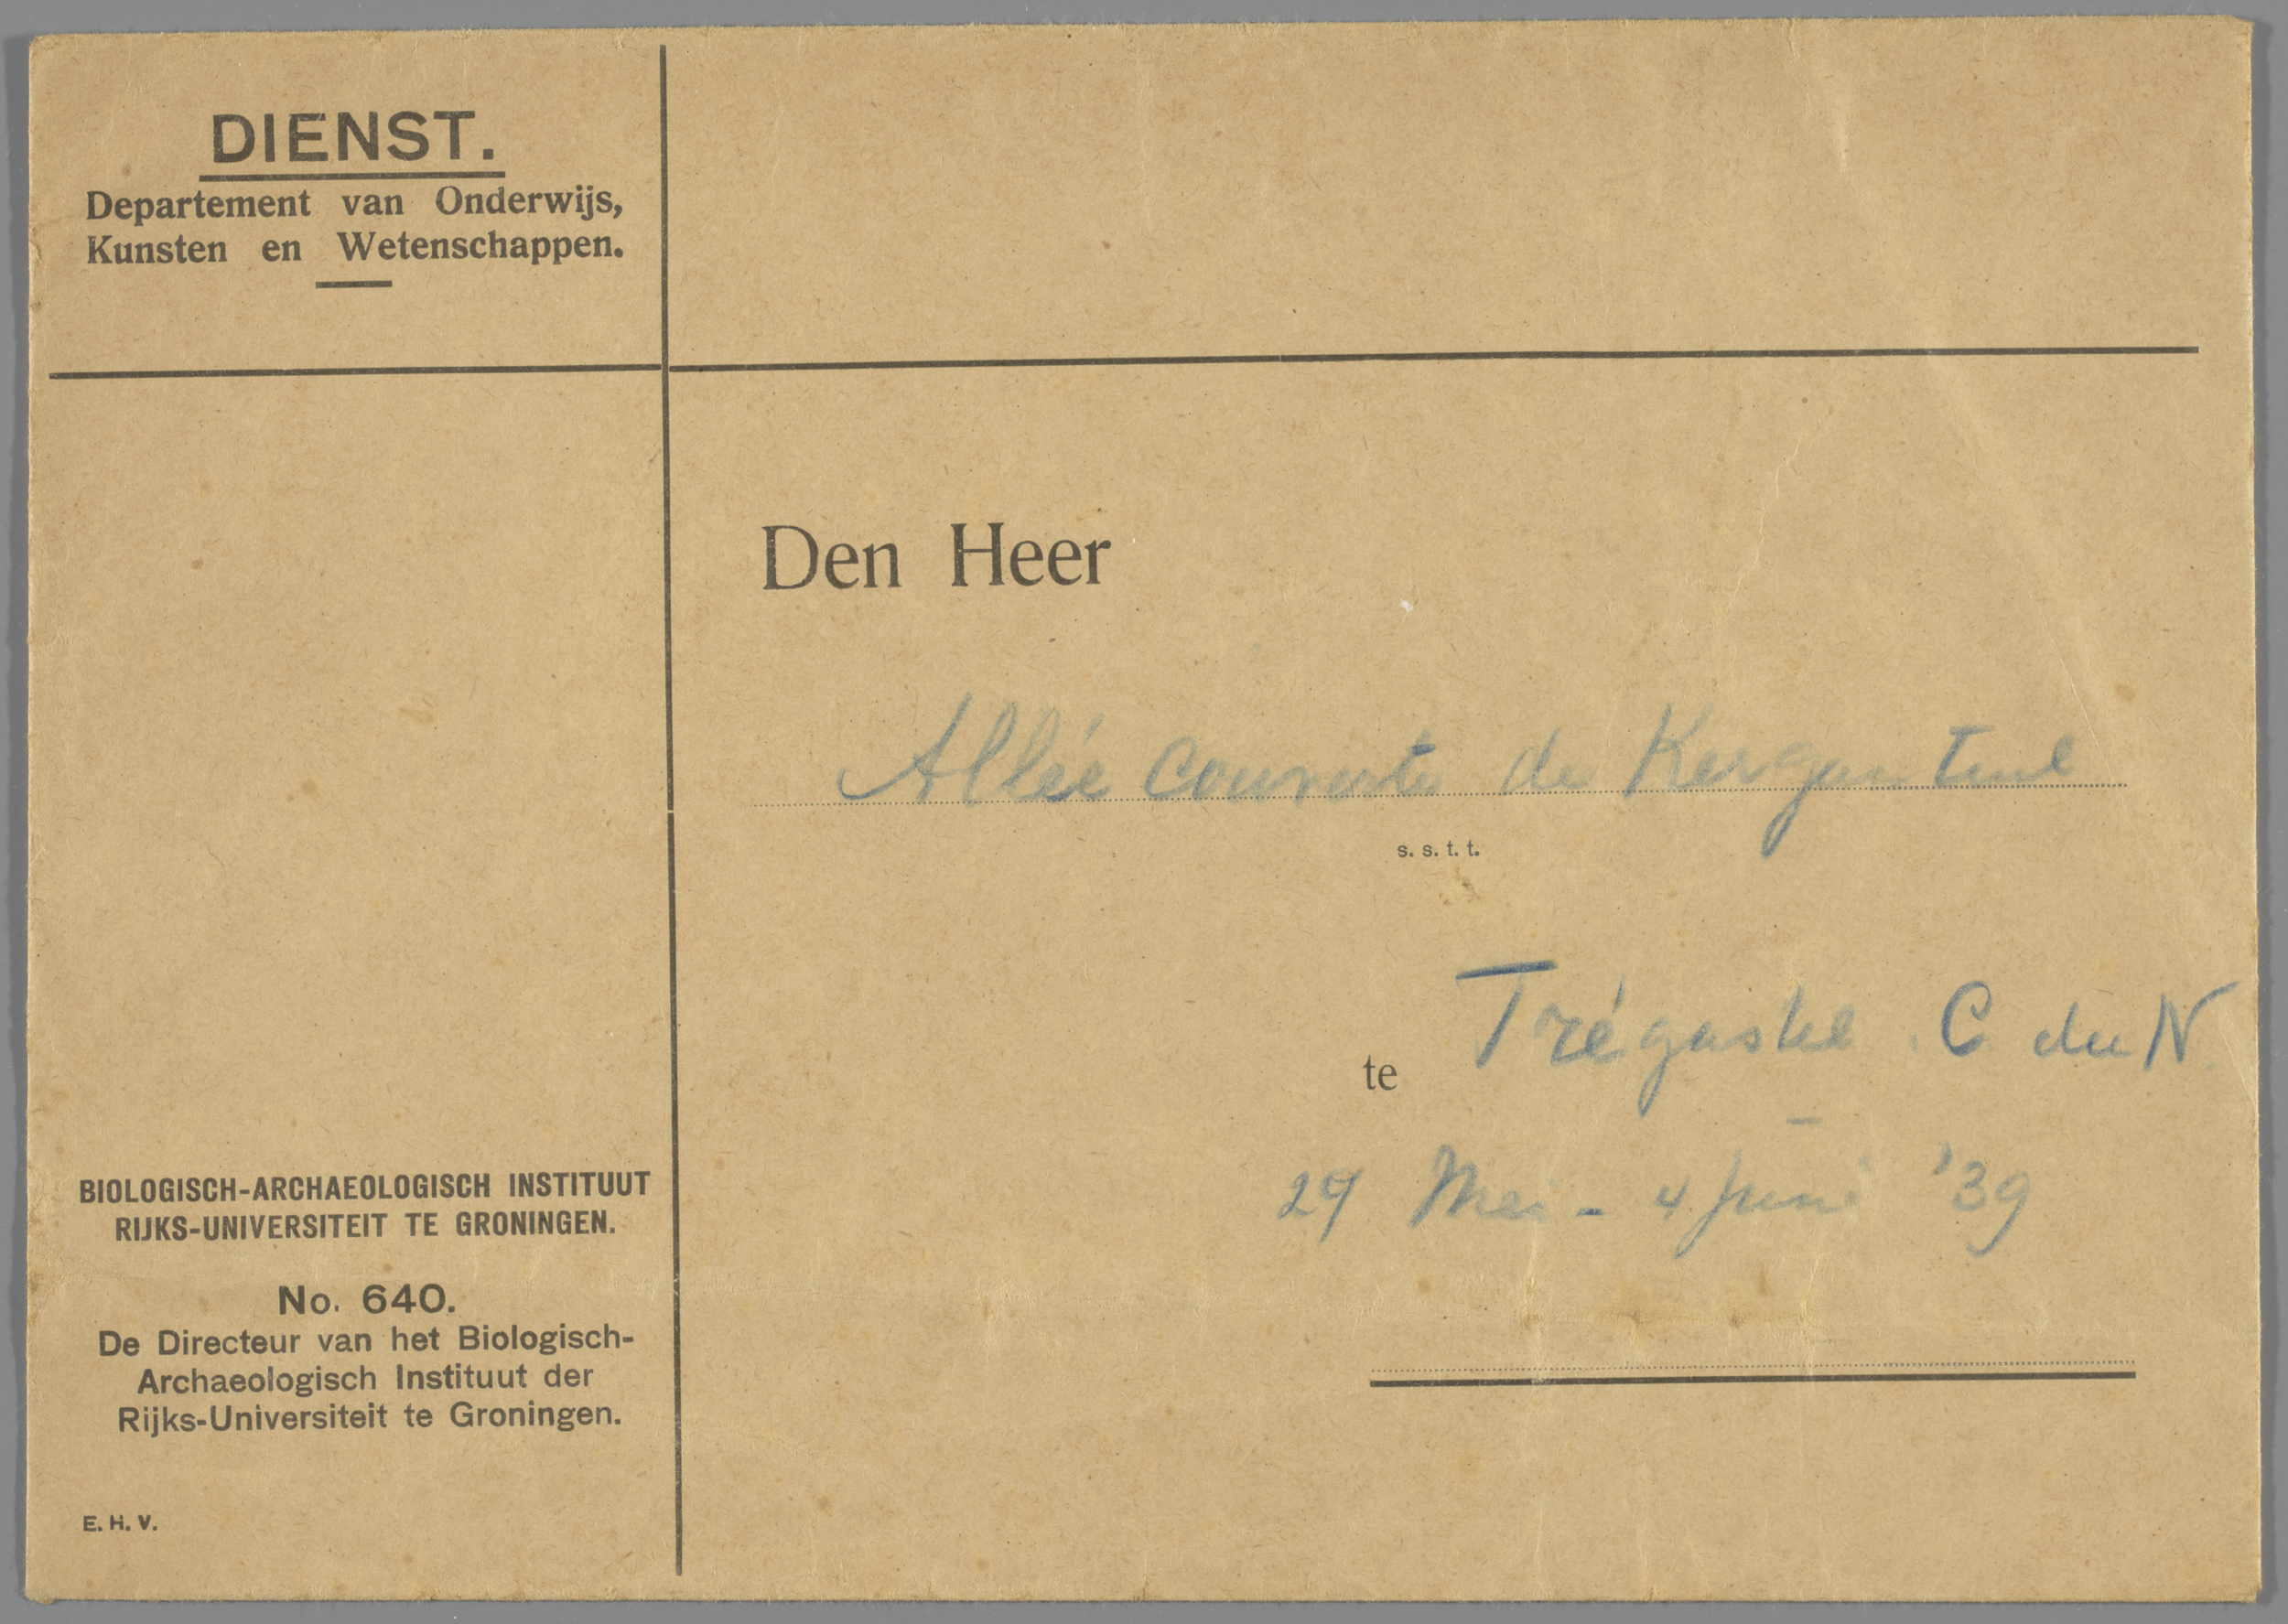 DIENST.
Departement van Onderwijs,
Kunsten en Wetenschappen.
Den Heer
Allée couverte de Kergunteul
s. s. t. t.
te Trégastel . C du N.
29 Mei - 4 Juni '39
BIOLOGISCH-ARCHAEOLOGISCH INSTITUUT
RIJKS-UNIVERSITEIT TE GRONINGEN.
No. 640.
De Directeur van het Biologisch-
Archaeologisch Instituut der
Rijks-Universiteit te Groningen.
E. H. V.